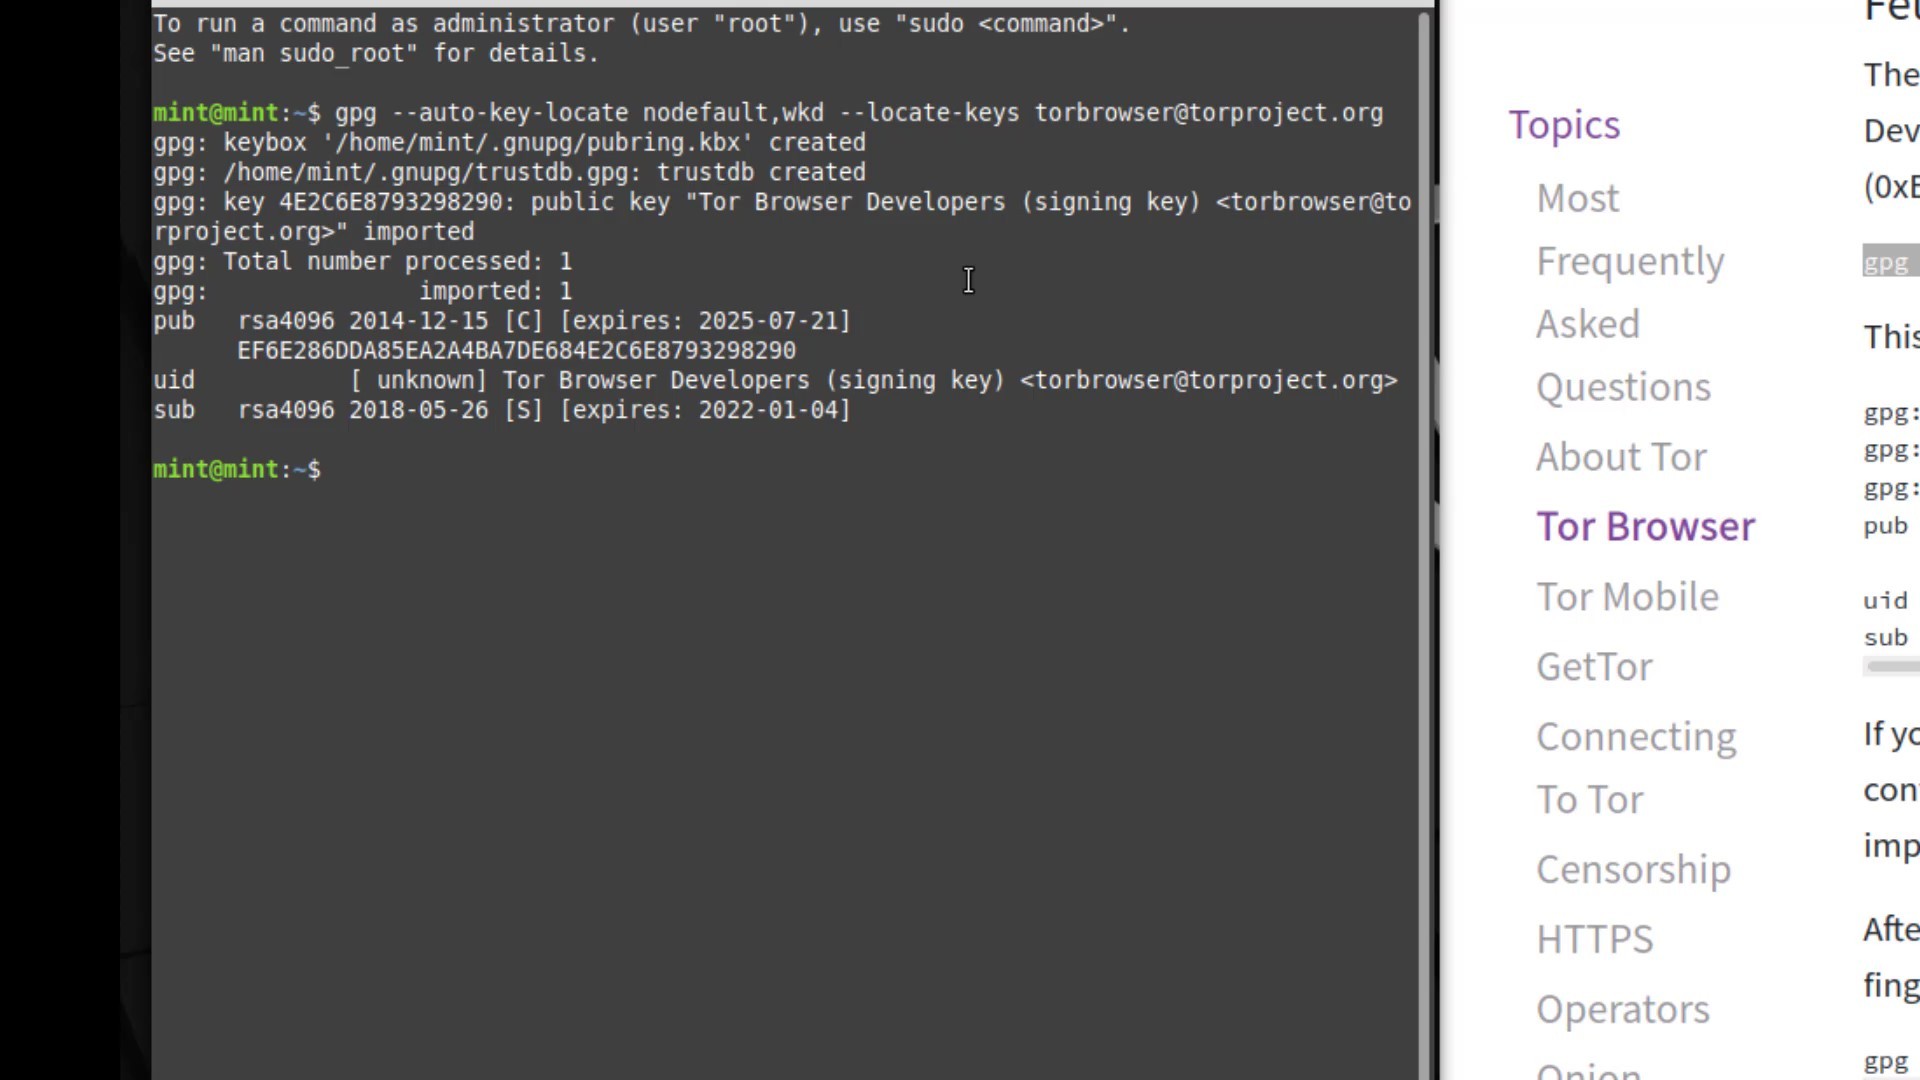 To run a command as administrator (user "root"), use "sudo <command>".
See "man sudo_root" for details.
mint@mint:~$ gpg --auto-key-locate nodefault,wkd --locate-keys torbrowser@torproject.org
gpg: keybox '/home/mint/.gnupg/pubring.kbx' created
gpg: /home/mint/.gnupg/trustdb.gpg: trustdb created
gpg: key 4E2C6E8793298290: public key "Tor Browser Developers (signing key) <torbrowser@to
rproject.org>" imported
gpg: Total number processed: 1
gpg:               imported: 1
pub   rsa4096 2014-12-15 [C] [expires: 2025-07-21]
      EF6E286DDA85EA2A4BA7DE684E2C6E8793298290
uid           [ unknown] Tor Browser Developers (signing key) <torbrowser@torproject.org>
sub   rsa4096 2018-05-26 [S] [expires: 2022-01-04]
mint@mint:~$
Topics
Most
Frequently
Asked
Questions
About Tor
Tor Browser
Tor Mobile
GetTor
Connecting
To Tor
Censorship
HTTPS
Operators
Onion
The
Dev
gpg
This
gpg:
gpg:
gpg:
pub
uid
sub
If yo
con
imp
Afte
fing
gpg